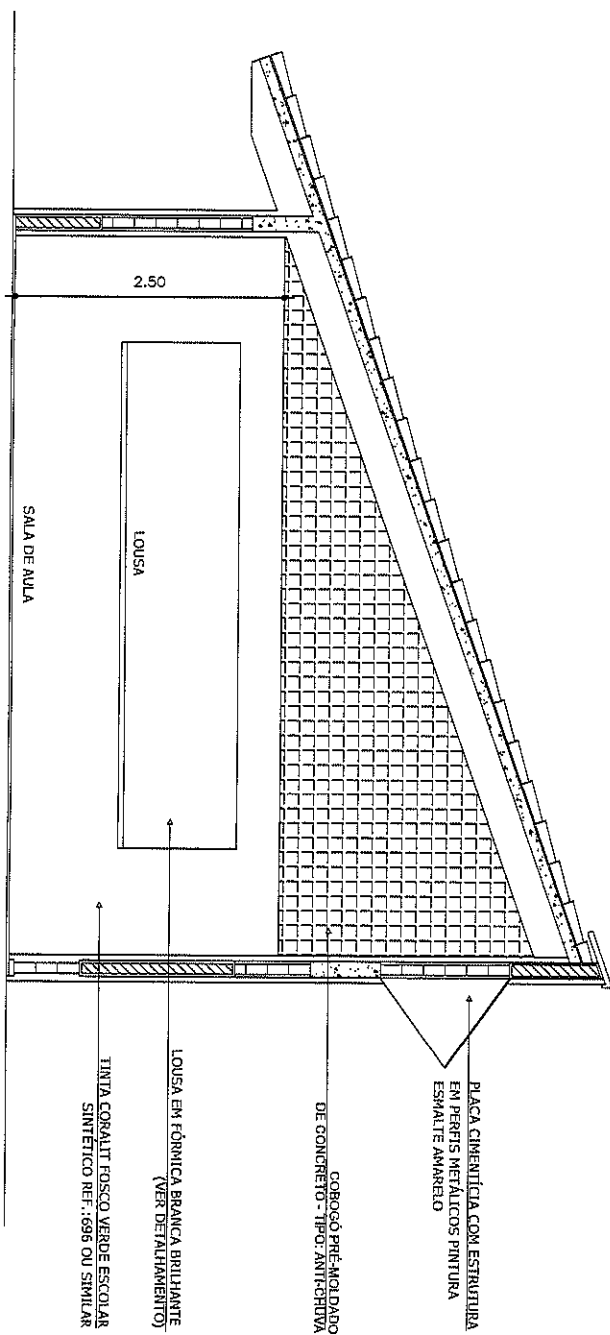 PLACA CIMENTÍCIA COM ESTRUTURA
EM PERFIS METÁLICOS PINTURA
ESMALTE AMARELO
COBOGÓ PRÉ-MOLDADO
DE CONCRETO - TIPO: ANTI-CHUVA
LOUSA EM FÓRMICA BRANCA BRILHANTE
(VER DETALHAMENTO)
TINTA CORALIT FOSCO VERDE ESCOLAR
SINTÉTICO REF.:696 OU SIMILAR
2.50
LOUSA
SALA DE AULA